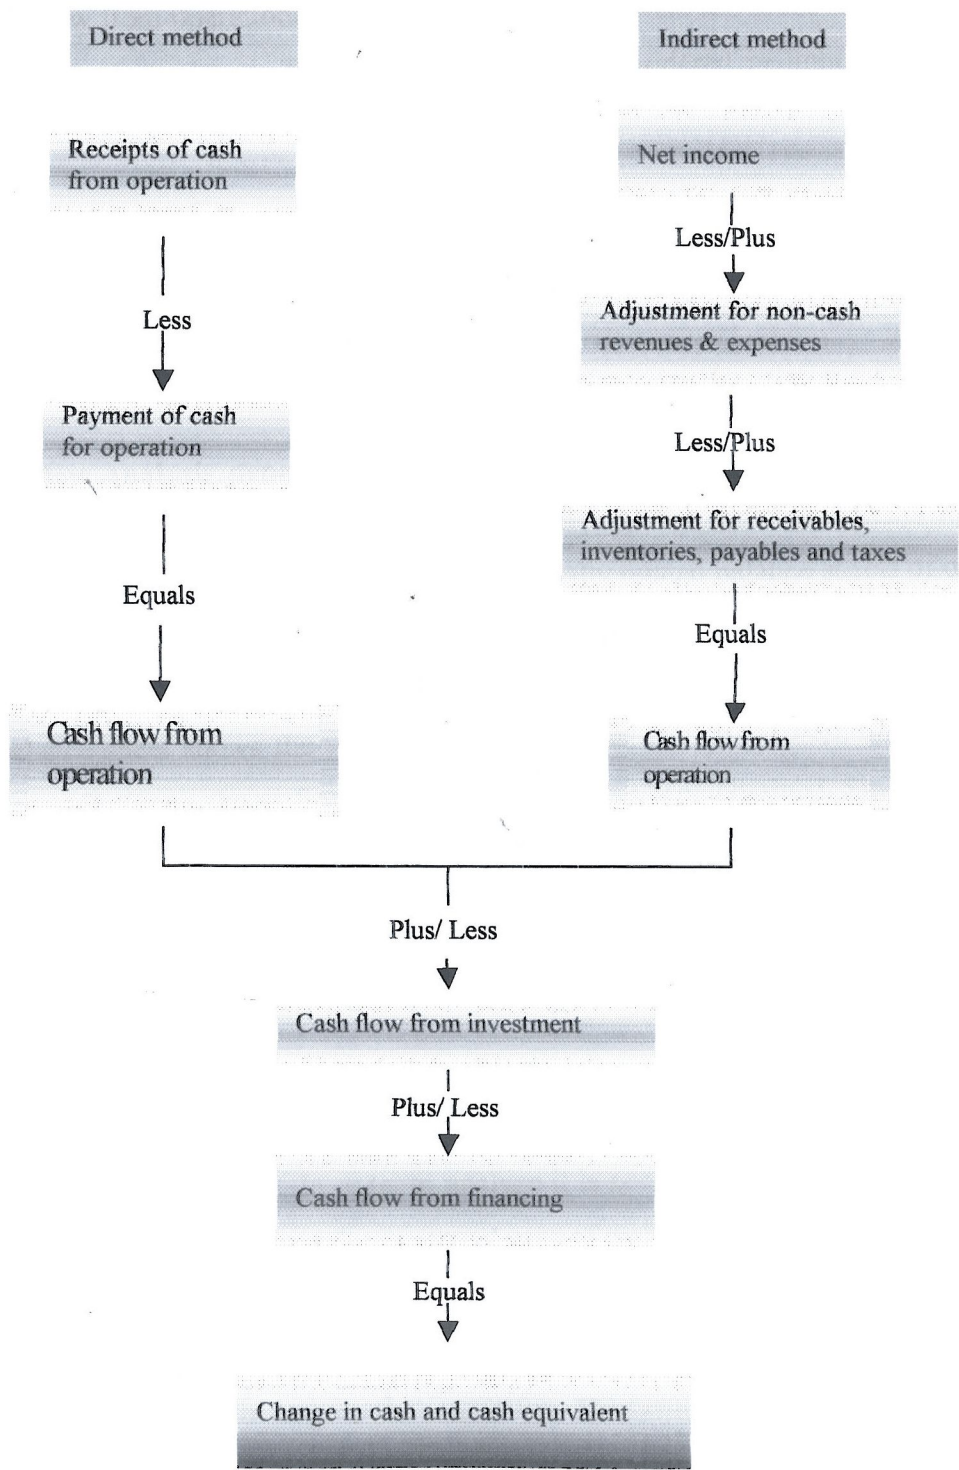 Direct method
Indirect method
Receipts of cash
from operation
Net income
Less/Plus
Less
Adjustment for non-cash
revenues & expenses
Payment of cash
for operation
Less/Plus
Adjustment for receivables,
inventories, payables and taxes
Equals
Equals
Cash flow from
operation
Cash flow from
operation
Plus/ Less
Cash flow from investment
Plus/ Less
Cash flow from financing
Equals
Change in cash and cash equivalent